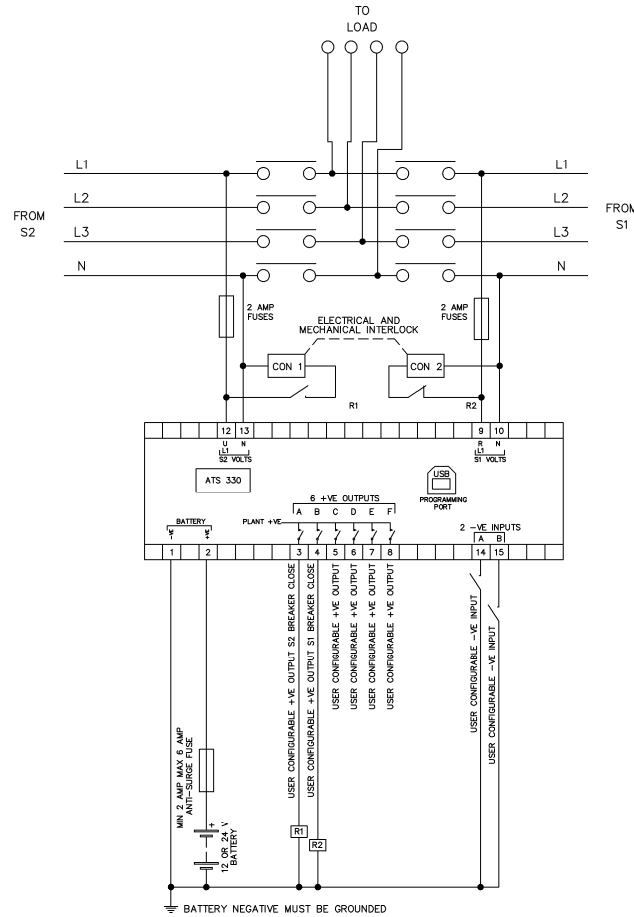 TO
LOAD
L1
L1
L2
L2
FROM
S2
FROM
S1
L3
L3
N
N
2 AMP
FUSES
2 AMP
FUSES
ELECTRICAL AND
MECHANICAL INTERLOCK
CON 1
CON 2
R1
R2
12 13
9 10
U N
L1
S2 VOLTS
R N
L1
S1 VOLTS
ATS 330
USB
PROGRAMMING
PORT
6 +VE OUTPUTS
A B C D E F
BATTERY
-VE
+VE
PLANT +VE
2 -VE INPUTS
A B
1 2 3 4 5 6 7 8 14 15
USER CONFIGURABLE +VE OUTPUT S2 BREAKER CLOSE
USER CONFIGURABLE +VE OUTPUT S1 BREAKER CLOSE
USER CONFIGURABLE +VE OUTPUT
USER CONFIGURABLE +VE OUTPUT
USER CONFIGURABLE +VE OUTPUT
USER CONFIGURABLE +VE OUTPUT
USER CONFIGURABLE -VE INPUT
USER CONFIGURABLE -VE INPUT
MIN 2 AMP MAX 6 AMP
ANTI-SURGE FUSE
+
12 OR 24 V
BATTERY
R1
R2
BATTERY NEGATIVE MUST BE GROUNDED